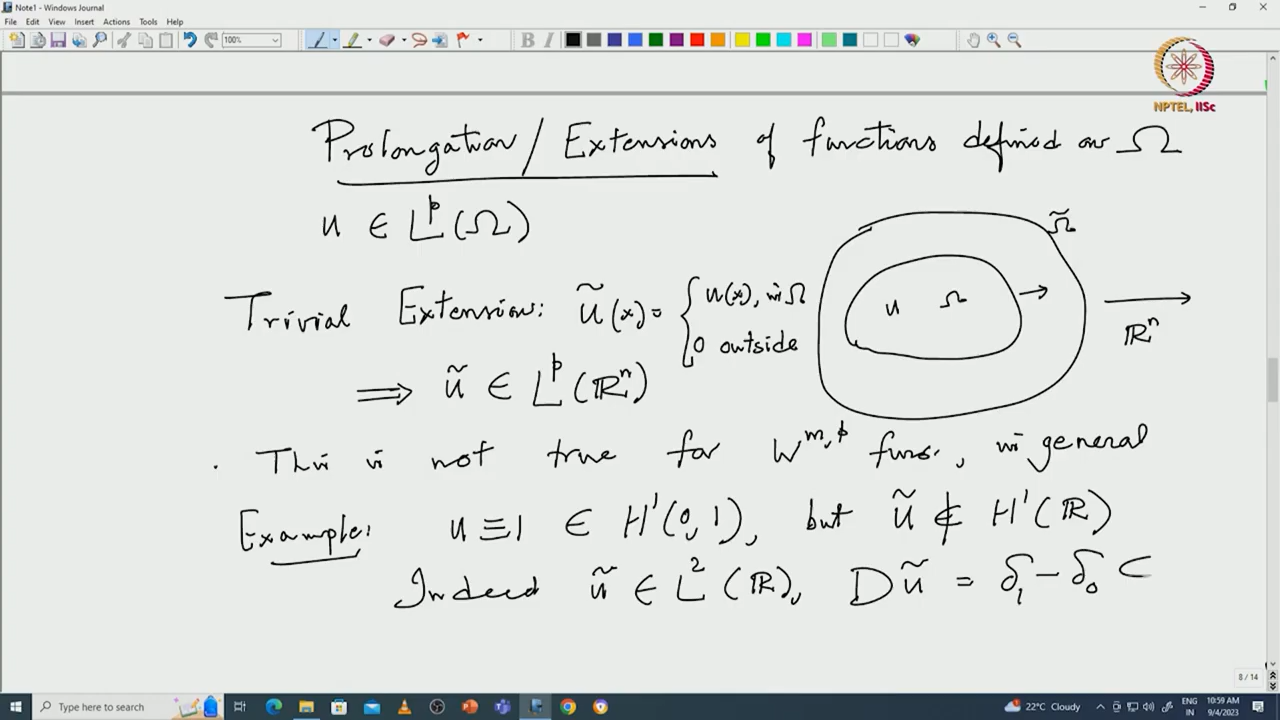 Note1 - Windows Journal
File Edit View Insert Actions Tools Help
100%
NPTEL, IISc
Prolongation / Extensions of functions defined on Ω
u ∈ L^p(Ω)
Ω̃
Trivial Extension: ũ(x) = { u(x), in Ω
0 outside
u Ω
ℝ^n
⟹ ũ ∈ L^p(ℝ^n)
. This is not true for W^{m,p} funs., in general
Example: u ≡ 1 ∈ H^1(0,1), but ũ ∉ H^1(ℝ)
Indeed ũ ∈ L^2(ℝ), Dũ = δ_1 - δ_0 ⊂
8 / 14
Type here to search
22°C Cloudy
ENG
IN
10:59 AM
9/4/2023